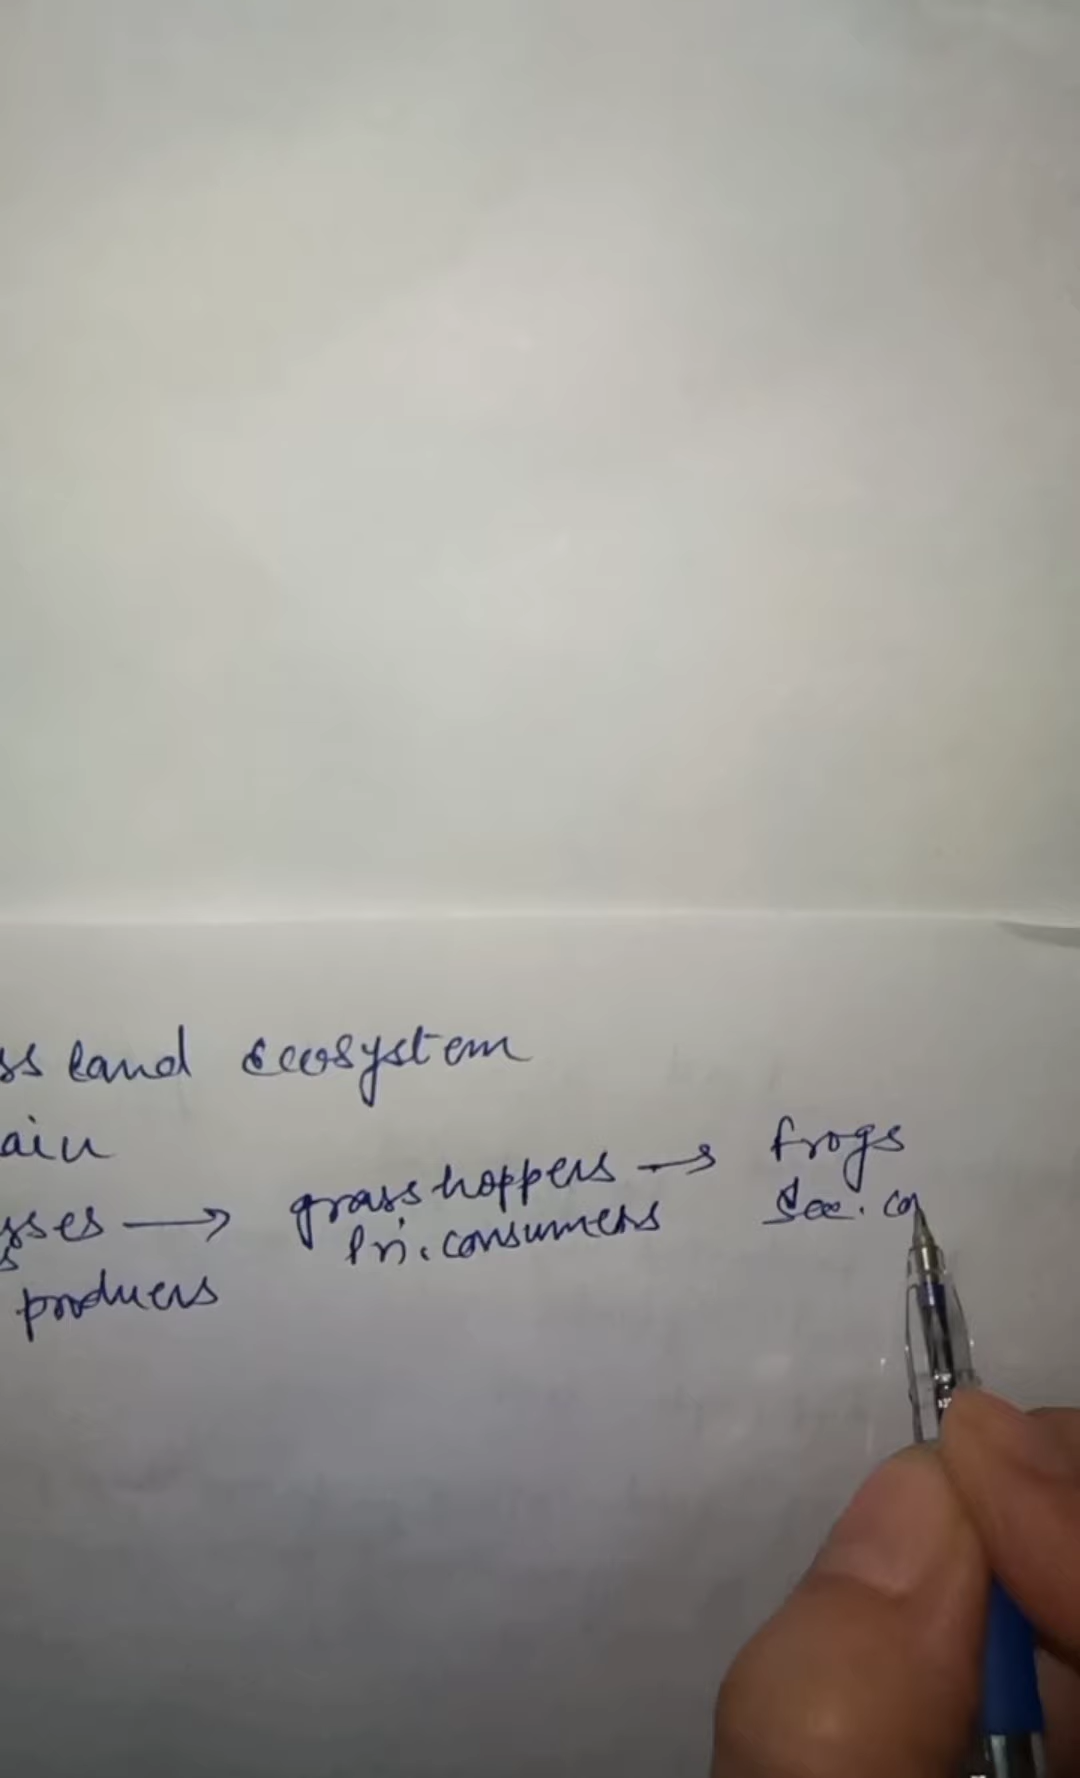 ss land Ecosystem
ain
sses → grass hoppers → frogs
s Pri. consumers Sec. co
producers